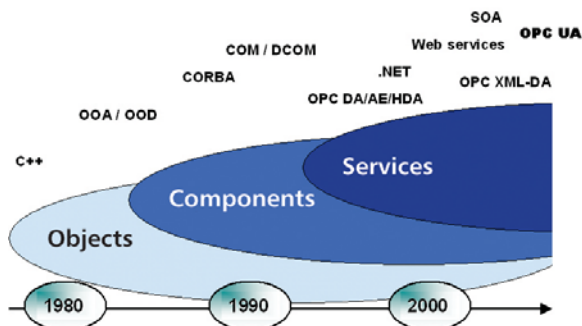 SOA
OPC UA
Web services
COM / DCOM
.NET
CORBA
OPC XML-DA
OPC DA/AE/HDA
OOA / OOD
C++
Services
Components
Objects
1980
1990
2000